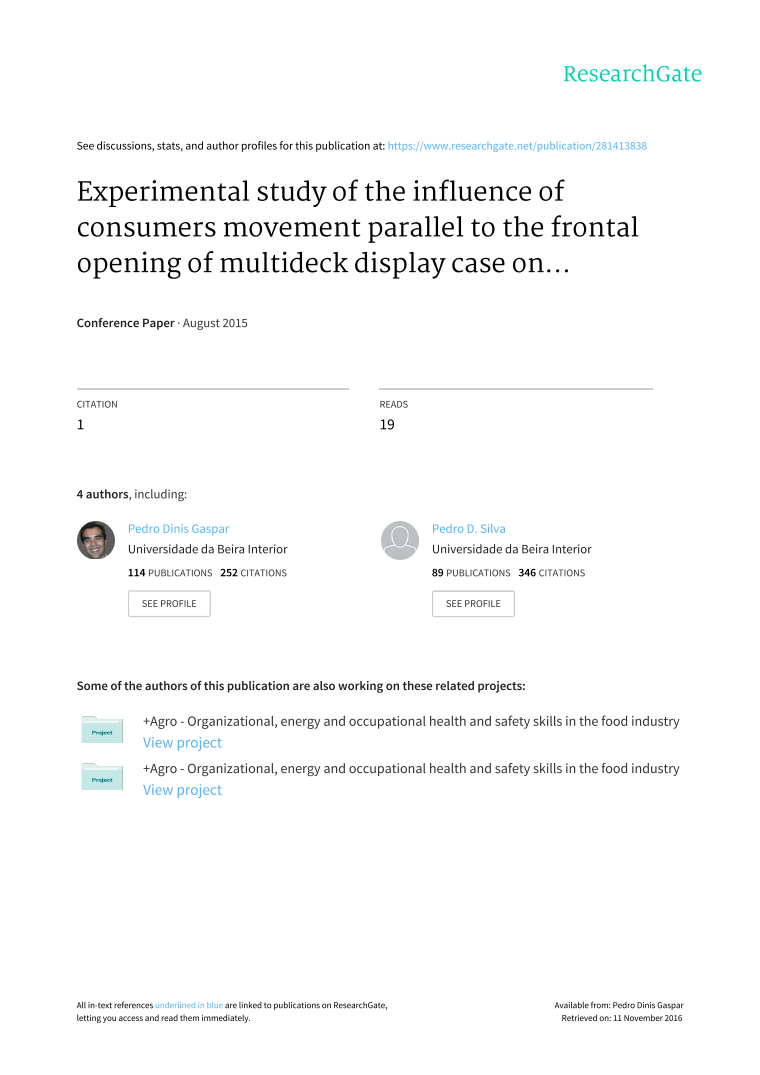 ResearchGate
See discussions, stats, and author profiles for this publication at: https://www.researchgate.net/publication/281413838
Experimental study of the influence of
consumers movement parallel to the frontal
opening of multideck display case on...
Conference Paper · August 2015
CITATION
1
READS
19
4 authors, including:
Pedro Dinis Gaspar
Universidade da Beira Interior
114 PUBLICATIONS 252 CITATIONS
SEE PROFILE
Pedro D. Silva
Universidade da Beira Interior
89 PUBLICATIONS 346 CITATIONS
SEE PROFILE
Some of the authors of this publication are also working on these related projects:
Project
+Agro - Organizational, energy and occupational health and safety skills in the food industry
View project
Project
+Agro - Organizational, energy and occupational health and safety skills in the food industry
View project
All in-text references underlined in blue are linked to publications on ResearchGate,
letting you access and read them immediately.
Available from: Pedro Dinis Gaspar
Retrieved on: 11 November 2016